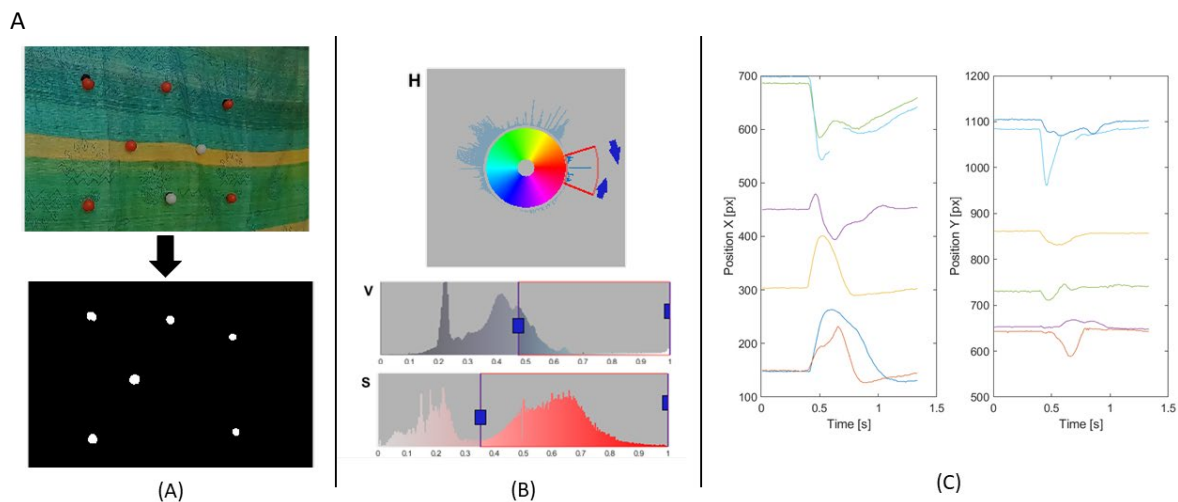 A
H
V
0 0.1 0.2 0.3 0.4 0.5 0.6 0.7 0.8 0.9 1
S
0 0.1 0.2 0.3 0.4 0.5 0.6 0.7 0.8 0.9 1
700
600
500
400
300
200
100
Position X [px]
0 0.5 1 1.5
Time [s]
1200
1100
1000
900
800
700
600
500
Position Y [px]
0 0.5 1 1.5
Time [s]
(A)
(B)
(C)